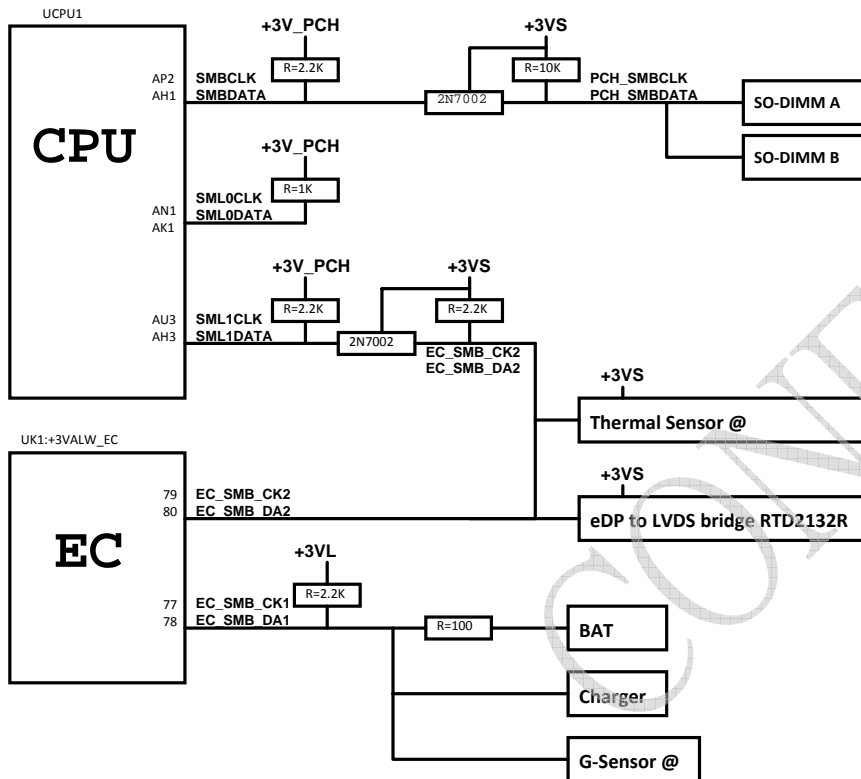 UCPU1
+3V_PCH
+3VS
R=2.2K
R=10K
AP2 SMBCLK
AH1 SMBDATA
2N7002
PCH_SMBCLK
PCH_SMBDATA
SO-DIMM A
SO-DIMM B
CPU
+3V_PCH
R=1K
AN1 SML0CLK
AK1 SML0DATA
+3V_PCH
+3VS
R=2.2K
R=2.2K
AU3 SML1CLK
AH3 SML1DATA
2N7002
EC_SMB_CK2
EC_SMB_DA2
+3VS
Thermal Sensor @
UK1:+3VALW_EC
+3VS
79 EC_SMB_CK2
80 EC_SMB_DA2
eDP to LVDS bridge RTD2132R
EC
+3VL
R=2.2K
77 EC_SMB_CK1
78 EC_SMB_DA1
R=100
BAT
Charger
G-Sensor @
CON